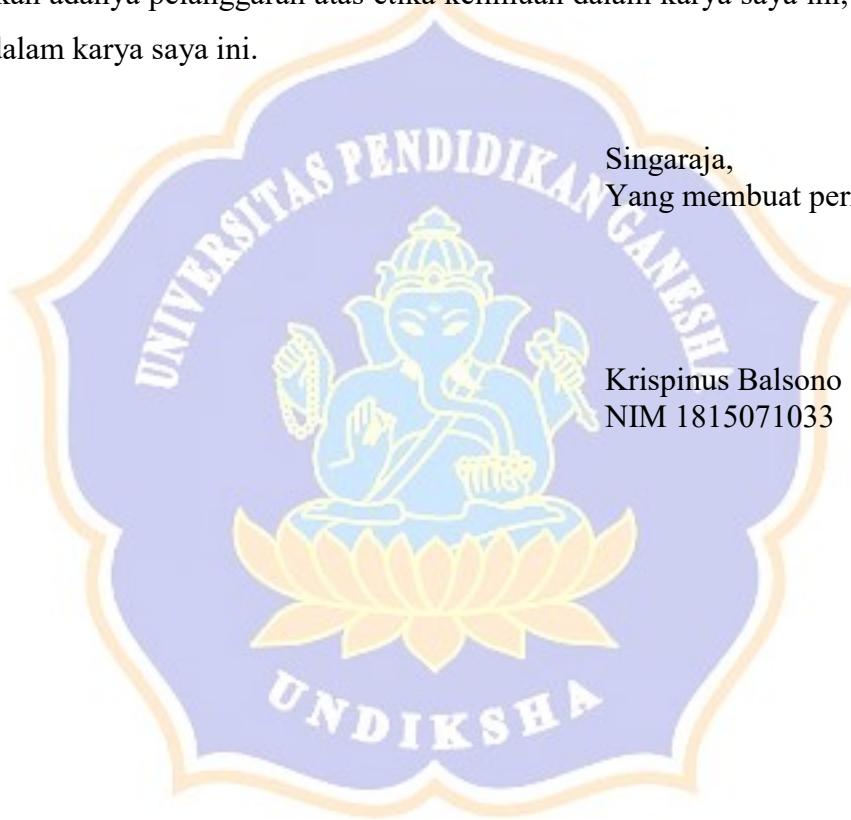 kan adanya pelanggaran atas etika keilmuan dalam karya saya ini,
dalam karya saya ini.
Singaraja,
Yang membuat per
Krispinus Balsono
NIM 1815071033
UNIVERSITAS PENDIDIKAN GANESHA
UNDIKSHA